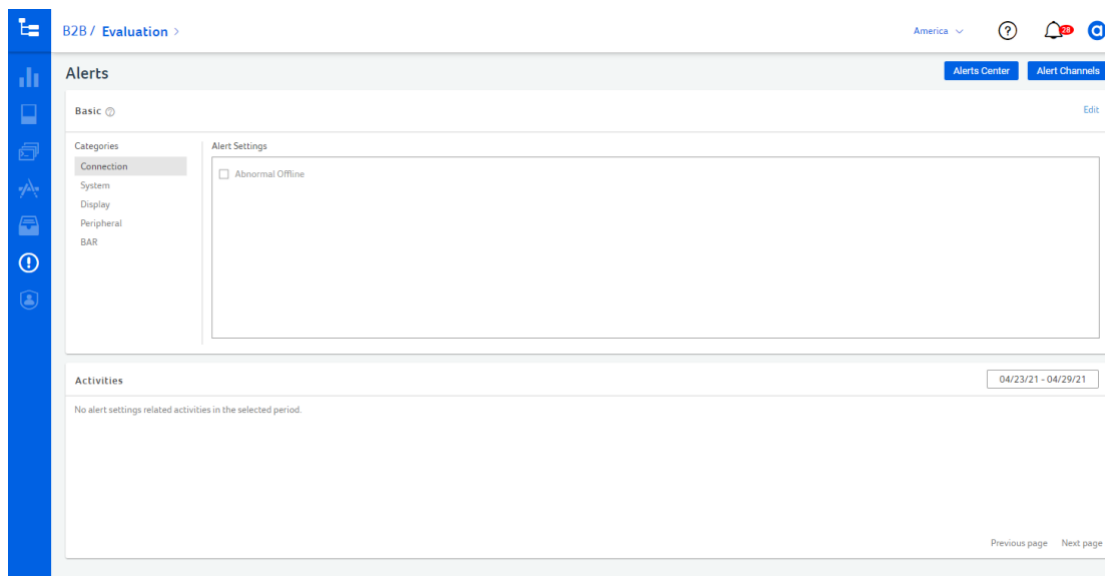 B2B / Evaluation >
America
28
Alerts
Alerts Center
Alert Channels
Basic
Edit
Categories
Alert Settings
Connection
Abnormal Offline
System
Display
Peripheral
BAR
Activities
04/23/21 - 04/29/21
No alert settings related activities in the selected period.
Previous page
Next page